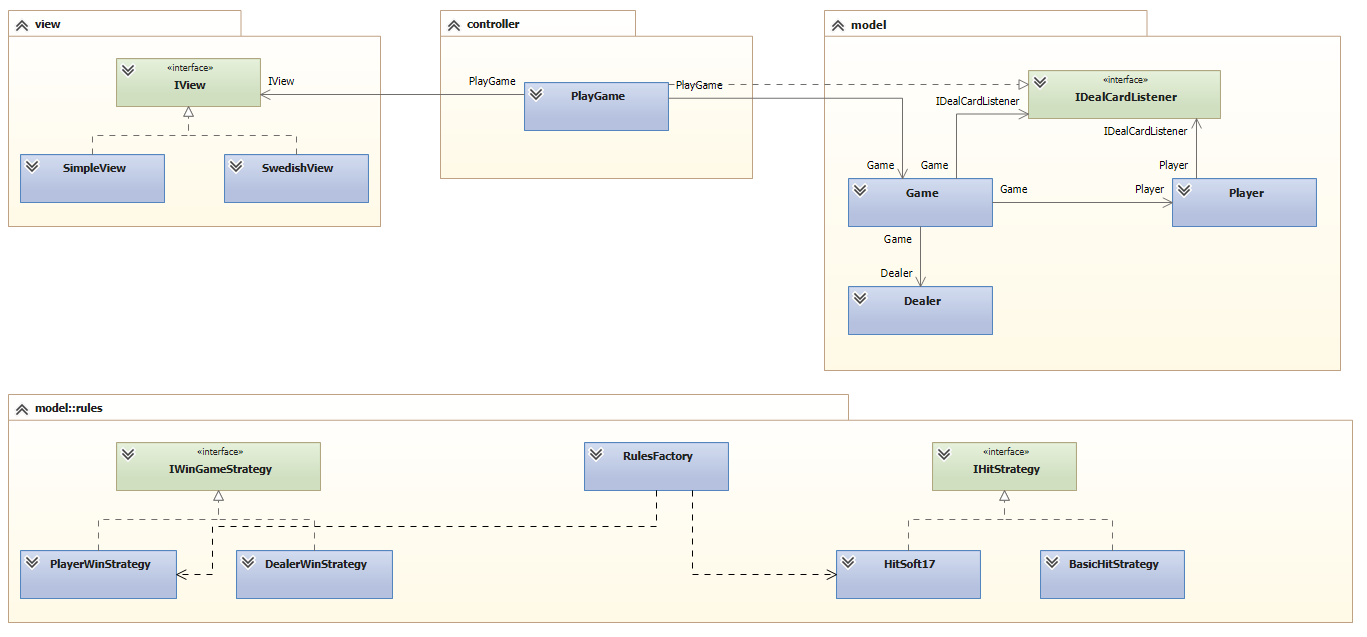 view
«interface»
IView
SimpleView
SwedishView
IView
controller
PlayGame
PlayGame
PlayGame
model
«interface»
IDealCardListener
IDealCardListener
IDealCardListener
Game
Game
Player
Game
Game
Player
Player
Game
Dealer
Dealer
model::rules
«interface»
IWinGameStrategy
RulesFactory
«interface»
IHitStrategy
PlayerWinStrategy
DealerWinStrategy
HitSoft17
BasicHitStrategy